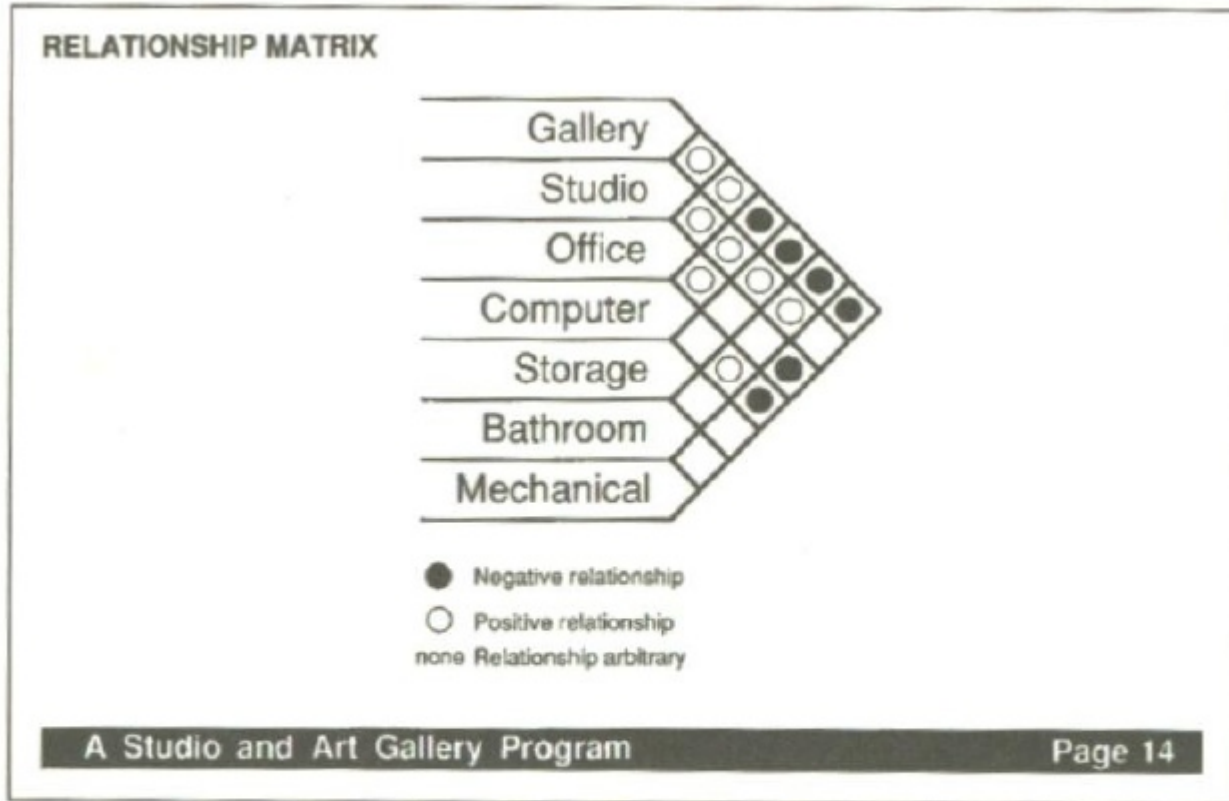 RELATIONSHIP MATRIX
Gallery
Studio
Office
Computer
Storage
Bathroom
Mechanical
Negative relationship
Positive relationship
none Relationship arbitrary
A Studio and Art Gallery Program Page 14